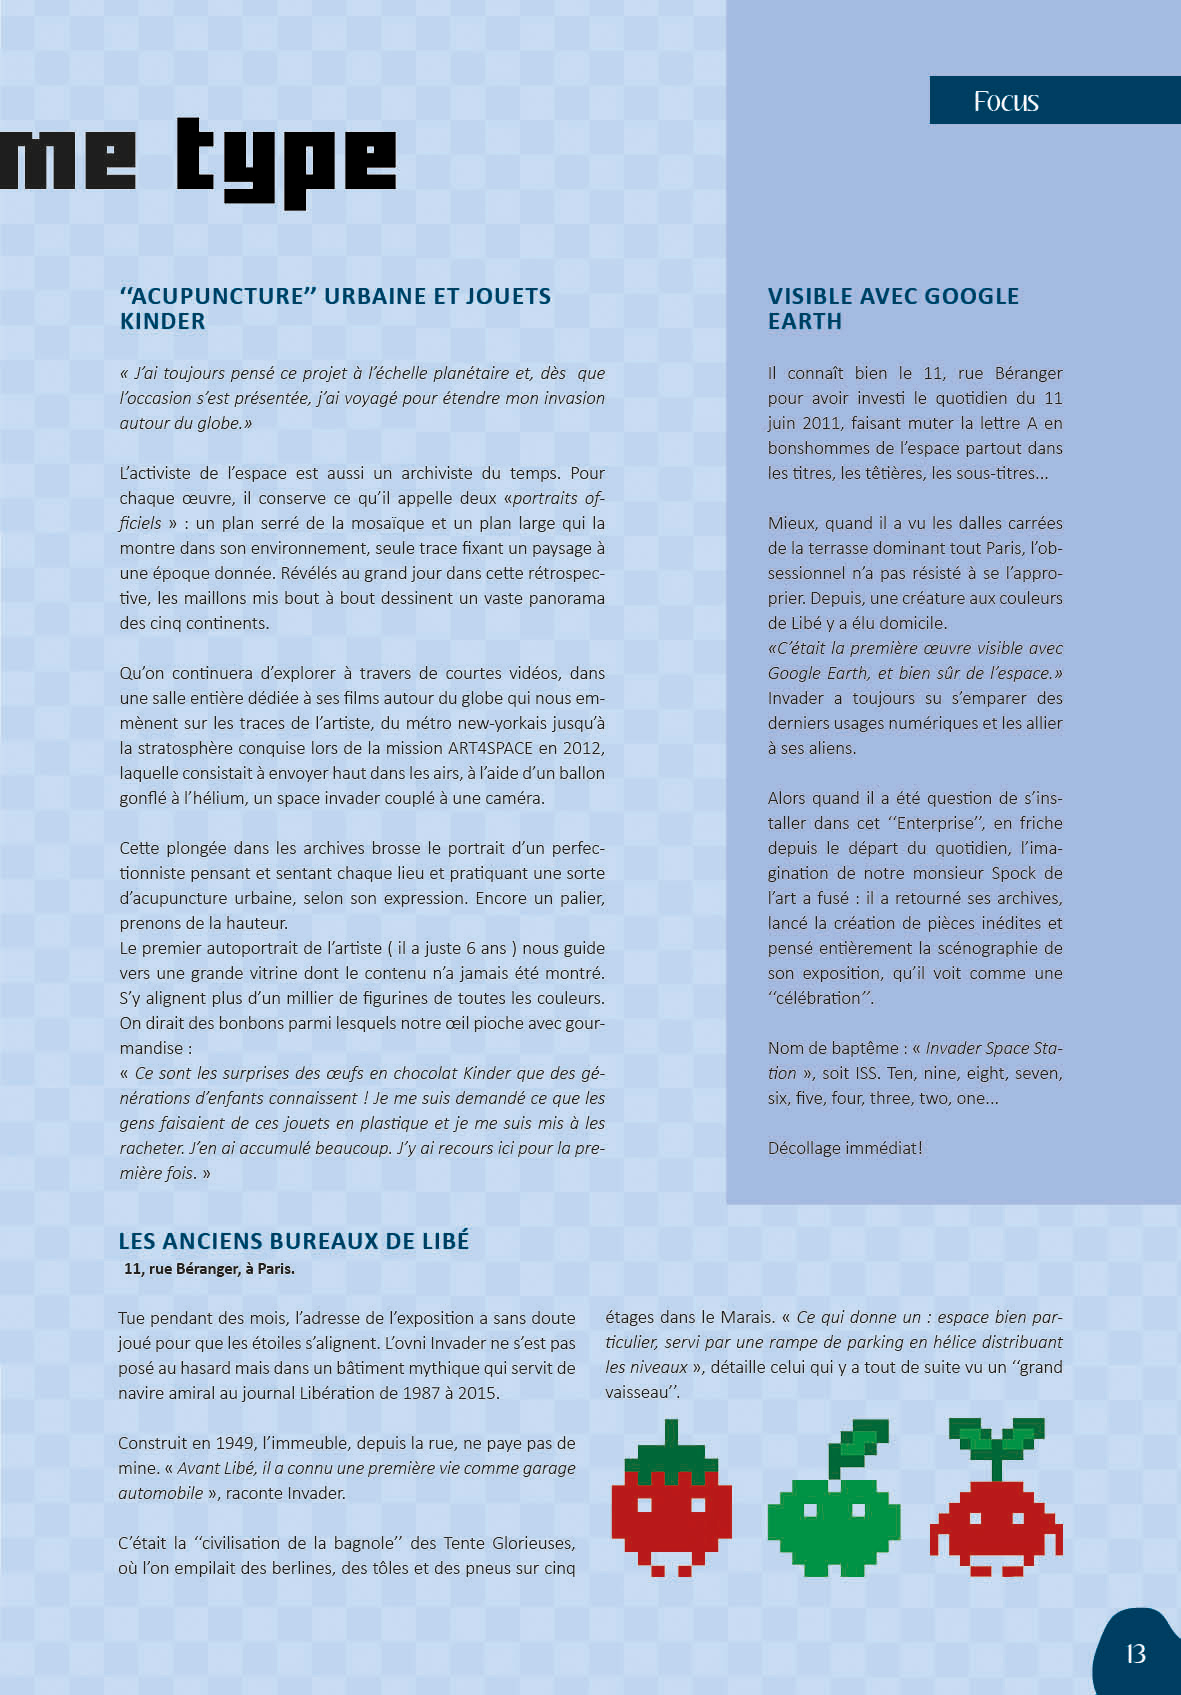 Focus
me type
‘‘ACUPUNCTURE’’ URBAINE ET JOUETS
KINDER
« J’ai toujours pensé ce projet à l’échelle planétaire et, dès que
l’occasion s’est présentée, j’ai voyagé pour étendre mon invasion
autour du globe.»
L’activiste de l’espace est aussi un archiviste du temps. Pour
chaque œuvre, il conserve ce qu’il appelle deux «portraits of-
ficiels » : un plan serré de la mosaïque et un plan large qui la
montre dans son environnement, seule trace fixant un paysage à
une époque donnée. Révélés au grand jour dans cette rétrospec-
tive, les maillons mis bout à bout dessinent un vaste panorama
des cinq continents.
Qu’on continuera d’explorer à travers de courtes vidéos, dans
une salle entière dédiée à ses films autour du globe qui nous em-
mènent sur les traces de l’artiste, du métro new-yorkais jusqu’à
la stratosphère conquise lors de la mission ART4SPACE en 2012,
laquelle consistait à envoyer haut dans les airs, à l’aide d’un ballon
gonflé à l’hélium, un space invader couplé à une caméra.
Cette plongée dans les archives brosse le portrait d’un perfec-
tionniste pensant et sentant chaque lieu et pratiquant une sorte
d’acupuncture urbaine, selon son expression. Encore un palier,
prenons de la hauteur.
Le premier autoportrait de l’artiste ( il a juste 6 ans ) nous guide
vers une grande vitrine dont le contenu n’a jamais été montré.
S’y alignent plus d’un millier de figurines de toutes les couleurs.
On dirait des bonbons parmi lesquels notre œil pioche avec gour-
mandise :
« Ce sont les surprises des œufs en chocolat Kinder que des gé-
nérations d’enfants connaissent ! Je me suis demandé ce que les
gens faisaient de ces jouets en plastique et je me suis mis à les
racheter. J’en ai accumulé beaucoup. J’y ai recours ici pour la pre-
mière fois. »
VISIBLE AVEC GOOGLE
EARTH
Il connaît bien le 11, rue Béranger
pour avoir investi le quotidien du 11
juin 2011, faisant muter la lettre A en
bonshommes de l’espace partout dans
les titres, les têtières, les sous-titres...
Mieux, quand il a vu les dalles carrées
de la terrasse dominant tout Paris, l’ob-
sessionnel n’a pas résisté à se l’appro-
prier. Depuis, une créature aux couleurs
de Libé y a élu domicile.
«C’était la première œuvre visible avec
Google Earth, et bien sûr de l’espace.»
Invader a toujours su s’emparer des
derniers usages numériques et les allier
à ses aliens.
Alors quand il a été question de s’ins-
taller dans cet ‘‘Enterprise’’, en friche
depuis le départ du quotidien, l’ima-
gination de notre monsieur Spock de
l’art a fusé : il a retourné ses archives,
lancé la création de pièces inédites et
pensé entièrement la scénographie de
son exposition, qu’il voit comme une
‘‘célébration’’.
Nom de baptême : « Invader Space Sta-
tion », soit ISS. Ten, nine, eight, seven,
six, five, four, three, two, one...
Décollage immédiat!
LES ANCIENS BUREAUX DE LIBÉ
11, rue Béranger, à Paris.
Tue pendant des mois, l’adresse de l’exposition a sans doute
joué pour que les étoiles s’alignent. L’ovni Invader ne s’est pas
posé au hasard mais dans un bâtiment mythique qui servit de
navire amiral au journal Libération de 1987 à 2015.
Construit en 1949, l’immeuble, depuis la rue, ne paye pas de
mine. « Avant Libé, il a connu une première vie comme garage
automobile », raconte Invader.
C’était la ‘‘civilisation de la bagnole’’ des Tente Glorieuses,
où l’on empilait des berlines, des tôles et des pneus sur cinq
étages dans le Marais. « Ce qui donne un : espace bien par-
ticulier, servi par une rampe de parking en hélice distribuant
les niveaux », détaille celui qui y a tout de suite vu un ‘‘grand
vaisseau’’.
13